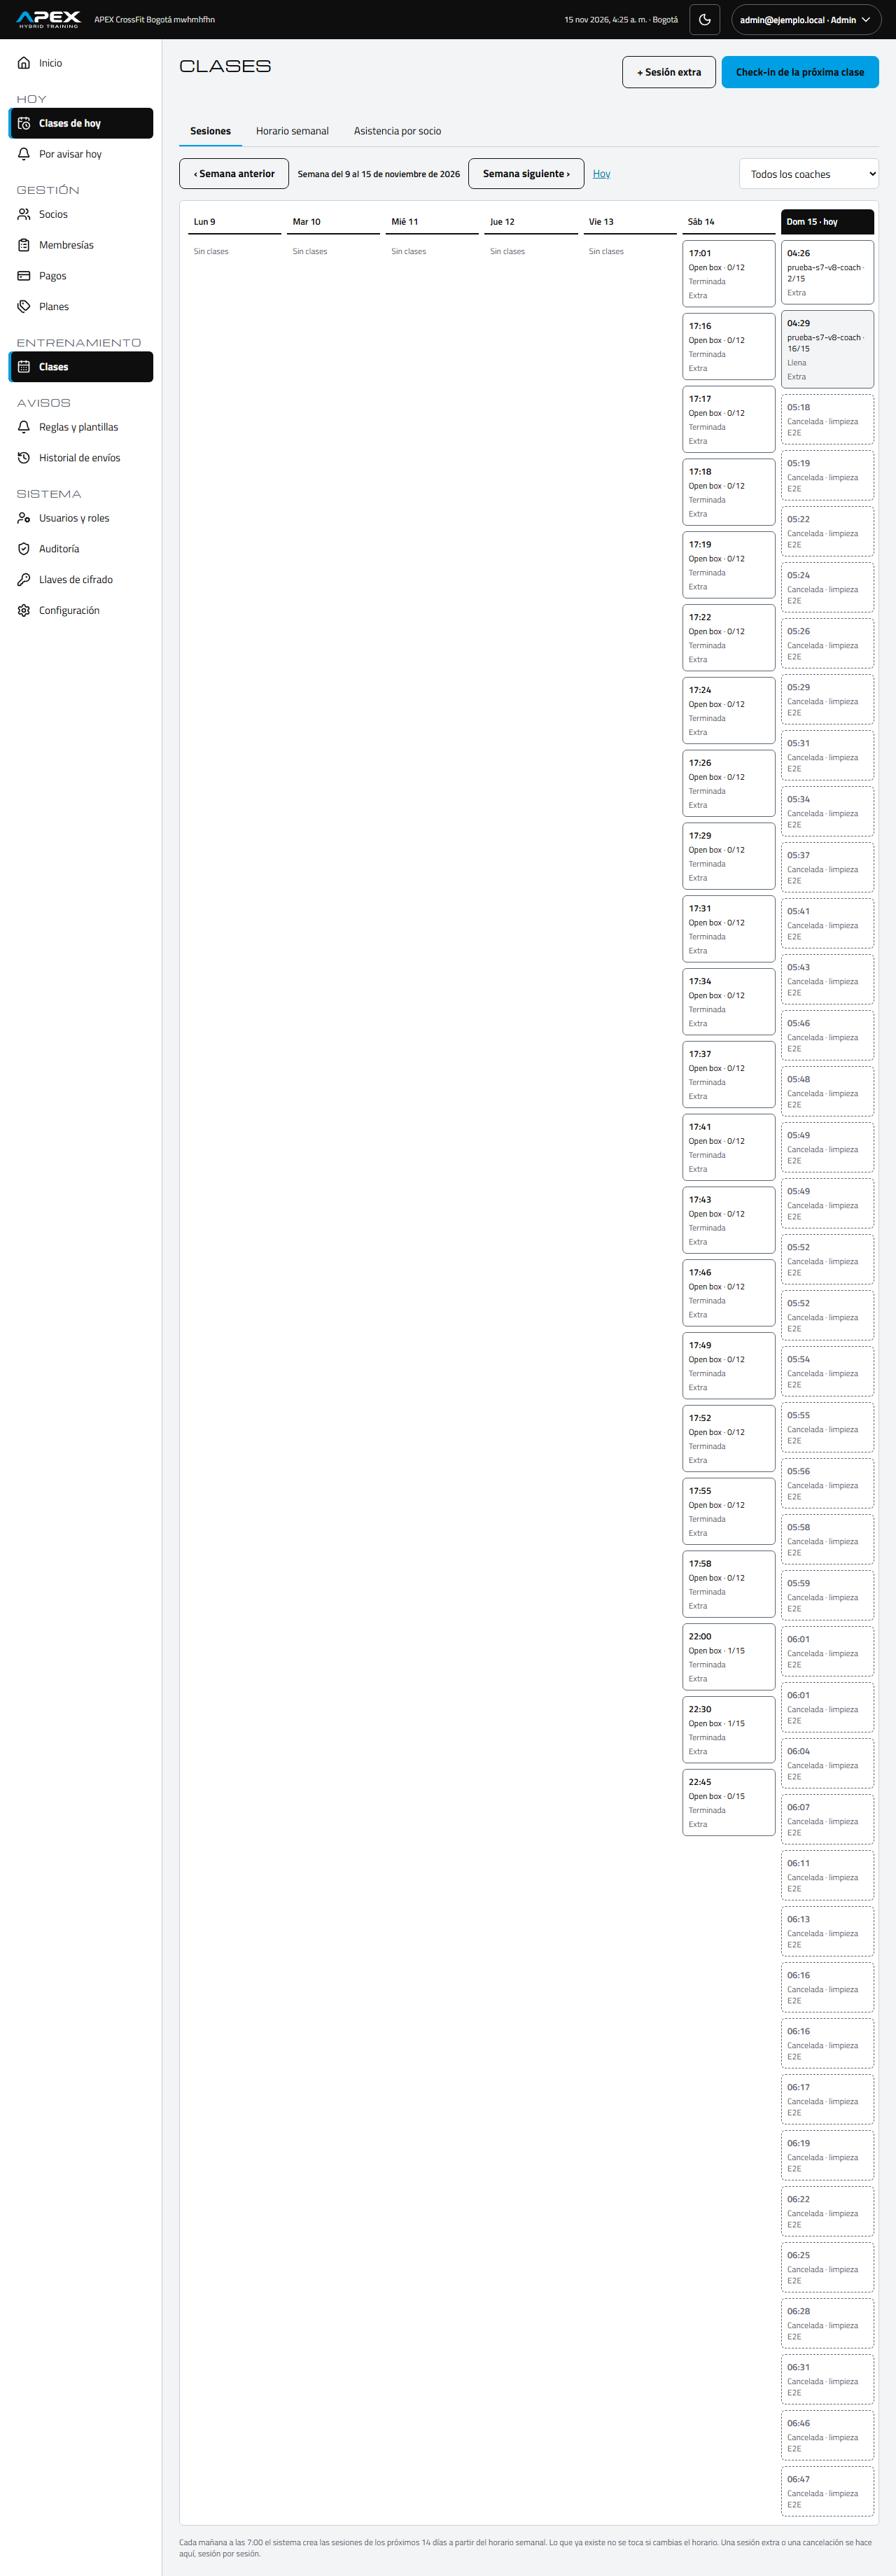 APEX
HYBRID TRAINING
APEX CrossFit Bogotá mwhmhfhn
15 nov 2026, 4:25 a. m. · Bogotá
admin@ejemplo.local · Admin
Inicio
HOY
Clases de hoy
Por avisar hoy
GESTIÓN
Socios
Membresías
Pagos
Planes
ENTRENAMIENTO
Clases
AVISOS
Reglas y plantillas
Historial de envíos
SISTEMA
Usuarios y roles
Auditoría
Llaves de cifrado
Configuración
CLASES
+ Sesión extra
Check-in de la próxima clase
Sesiones
Horario semanal
Asistencia por socio
‹ Semana anterior
Semana del 9 al 15 de noviembre de 2026
Semana siguiente ›
Hoy
Todos los coaches
Lun 9
Sin clases
Mar 10
Sin clases
Mié 11
Sin clases
Jue 12
Sin clases
Vie 13
Sin clases
Sáb 14
17:01
Open box · 0/12
Terminada
Extra
17:16
Open box · 0/12
Terminada
Extra
17:17
Open box · 0/12
Terminada
Extra
17:18
Open box · 0/12
Terminada
Extra
17:19
Open box · 0/12
Terminada
Extra
17:22
Open box · 0/12
Terminada
Extra
17:24
Open box · 0/12
Terminada
Extra
17:26
Open box · 0/12
Terminada
Extra
17:29
Open box · 0/12
Terminada
Extra
17:31
Open box · 0/12
Terminada
Extra
17:34
Open box · 0/12
Terminada
Extra
17:37
Open box · 0/12
Terminada
Extra
17:41
Open box · 0/12
Terminada
Extra
17:43
Open box · 0/12
Terminada
Extra
17:46
Open box · 0/12
Terminada
Extra
17:49
Open box · 0/12
Terminada
Extra
17:52
Open box · 0/12
Terminada
Extra
17:55
Open box · 0/12
Terminada
Extra
17:58
Open box · 0/12
Terminada
Extra
22:00
Open box · 1/15
Terminada
Extra
22:30
Open box · 1/15
Terminada
Extra
22:45
Open box · 0/15
Terminada
Extra
Dom 15 · hoy
04:26
prueba-s7-v8-coach ·
2/15
Extra
04:29
prueba-s7-v8-coach ·
16/15
Llena
Extra
05:18
Cancelada · limpieza
E2E
05:19
Cancelada · limpieza
E2E
05:22
Cancelada · limpieza
E2E
05:24
Cancelada · limpieza
E2E
05:26
Cancelada · limpieza
E2E
05:29
Cancelada · limpieza
E2E
05:31
Cancelada · limpieza
E2E
05:34
Cancelada · limpieza
E2E
05:37
Cancelada · limpieza
E2E
05:41
Cancelada · limpieza
E2E
05:43
Cancelada · limpieza
E2E
05:46
Cancelada · limpieza
E2E
05:48
Cancelada · limpieza
E2E
05:49
Cancelada · limpieza
E2E
05:49
Cancelada · limpieza
E2E
05:52
Cancelada · limpieza
E2E
05:52
Cancelada · limpieza
E2E
05:54
Cancelada · limpieza
E2E
05:55
Cancelada · limpieza
E2E
05:56
Cancelada · limpieza
E2E
05:58
Cancelada · limpieza
E2E
05:59
Cancelada · limpieza
E2E
06:01
Cancelada · limpieza
E2E
06:01
Cancelada · limpieza
E2E
06:04
Cancelada · limpieza
E2E
06:07
Cancelada · limpieza
E2E
06:11
Cancelada · limpieza
E2E
06:13
Cancelada · limpieza
E2E
06:16
Cancelada · limpieza
E2E
06:16
Cancelada · limpieza
E2E
06:17
Cancelada · limpieza
E2E
06:19
Cancelada · limpieza
E2E
06:22
Cancelada · limpieza
E2E
06:25
Cancelada · limpieza
E2E
06:28
Cancelada · limpieza
E2E
06:31
Cancelada · limpieza
E2E
06:46
Cancelada · limpieza
E2E
06:47
Cancelada · limpieza
E2E
Cada mañana a las 7:00 el sistema crea las sesiones de los próximos 14 días a partir del horario semanal. Lo que ya existe no se toca si cambias el horario. Una sesión extra o una cancelación se hace
aquí, sesión por sesión.